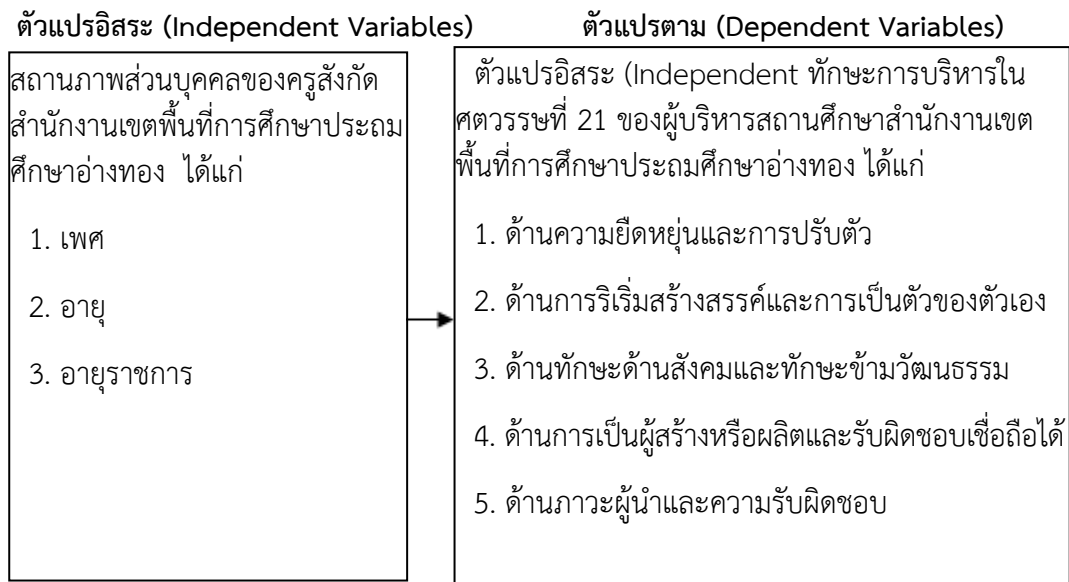 ตัวแปรอิสระ (Independent Variables)
สถานภาพส่วนบุคคลของครูสังกัด
สำนักงานเขตพื้นที่การศึกษาประถม
ศึกษาอ่างทอง ได้แก่
1. เพศ
2. อายุ
3. อายุราชการ
ตัวแปรตาม (Dependent Variables)
ตัวแปรอิสระ (Independent ทักษะการบริหารใน
ศตวรรษที่ 21 ของผู้บริหารสถานศึกษาสำนักงานเขต
พื้นที่การศึกษาประถมศึกษาอ่างทอง ได้แก่
1. ด้านความยืดหยุ่นและการปรับตัว
2. ด้านการริเริ่มสร้างสรรค์และการเป็นตัวของตัวเอง
3. ด้านทักษะด้านสังคมและทักษะข้ามวัฒนธรรม
4. ด้านการเป็นผู้สร้างหรือผลิตและรับผิดชอบเชื่อถือได้
5. ด้านภาวะผู้นำและความรับผิดชอบ